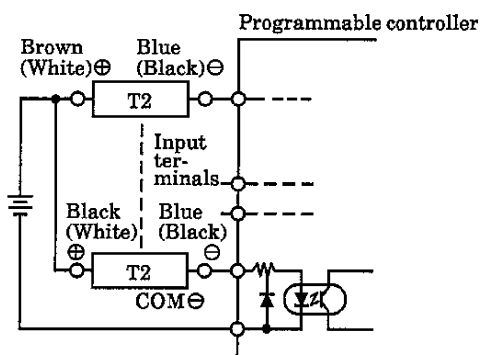 Programmable controller
Brown
(White)⊕
Blue
(Black)⊖
T2
Input
ter-
minals
Black
(White)
⊕
Blue
(Black)
⊖
T2
COM⊖